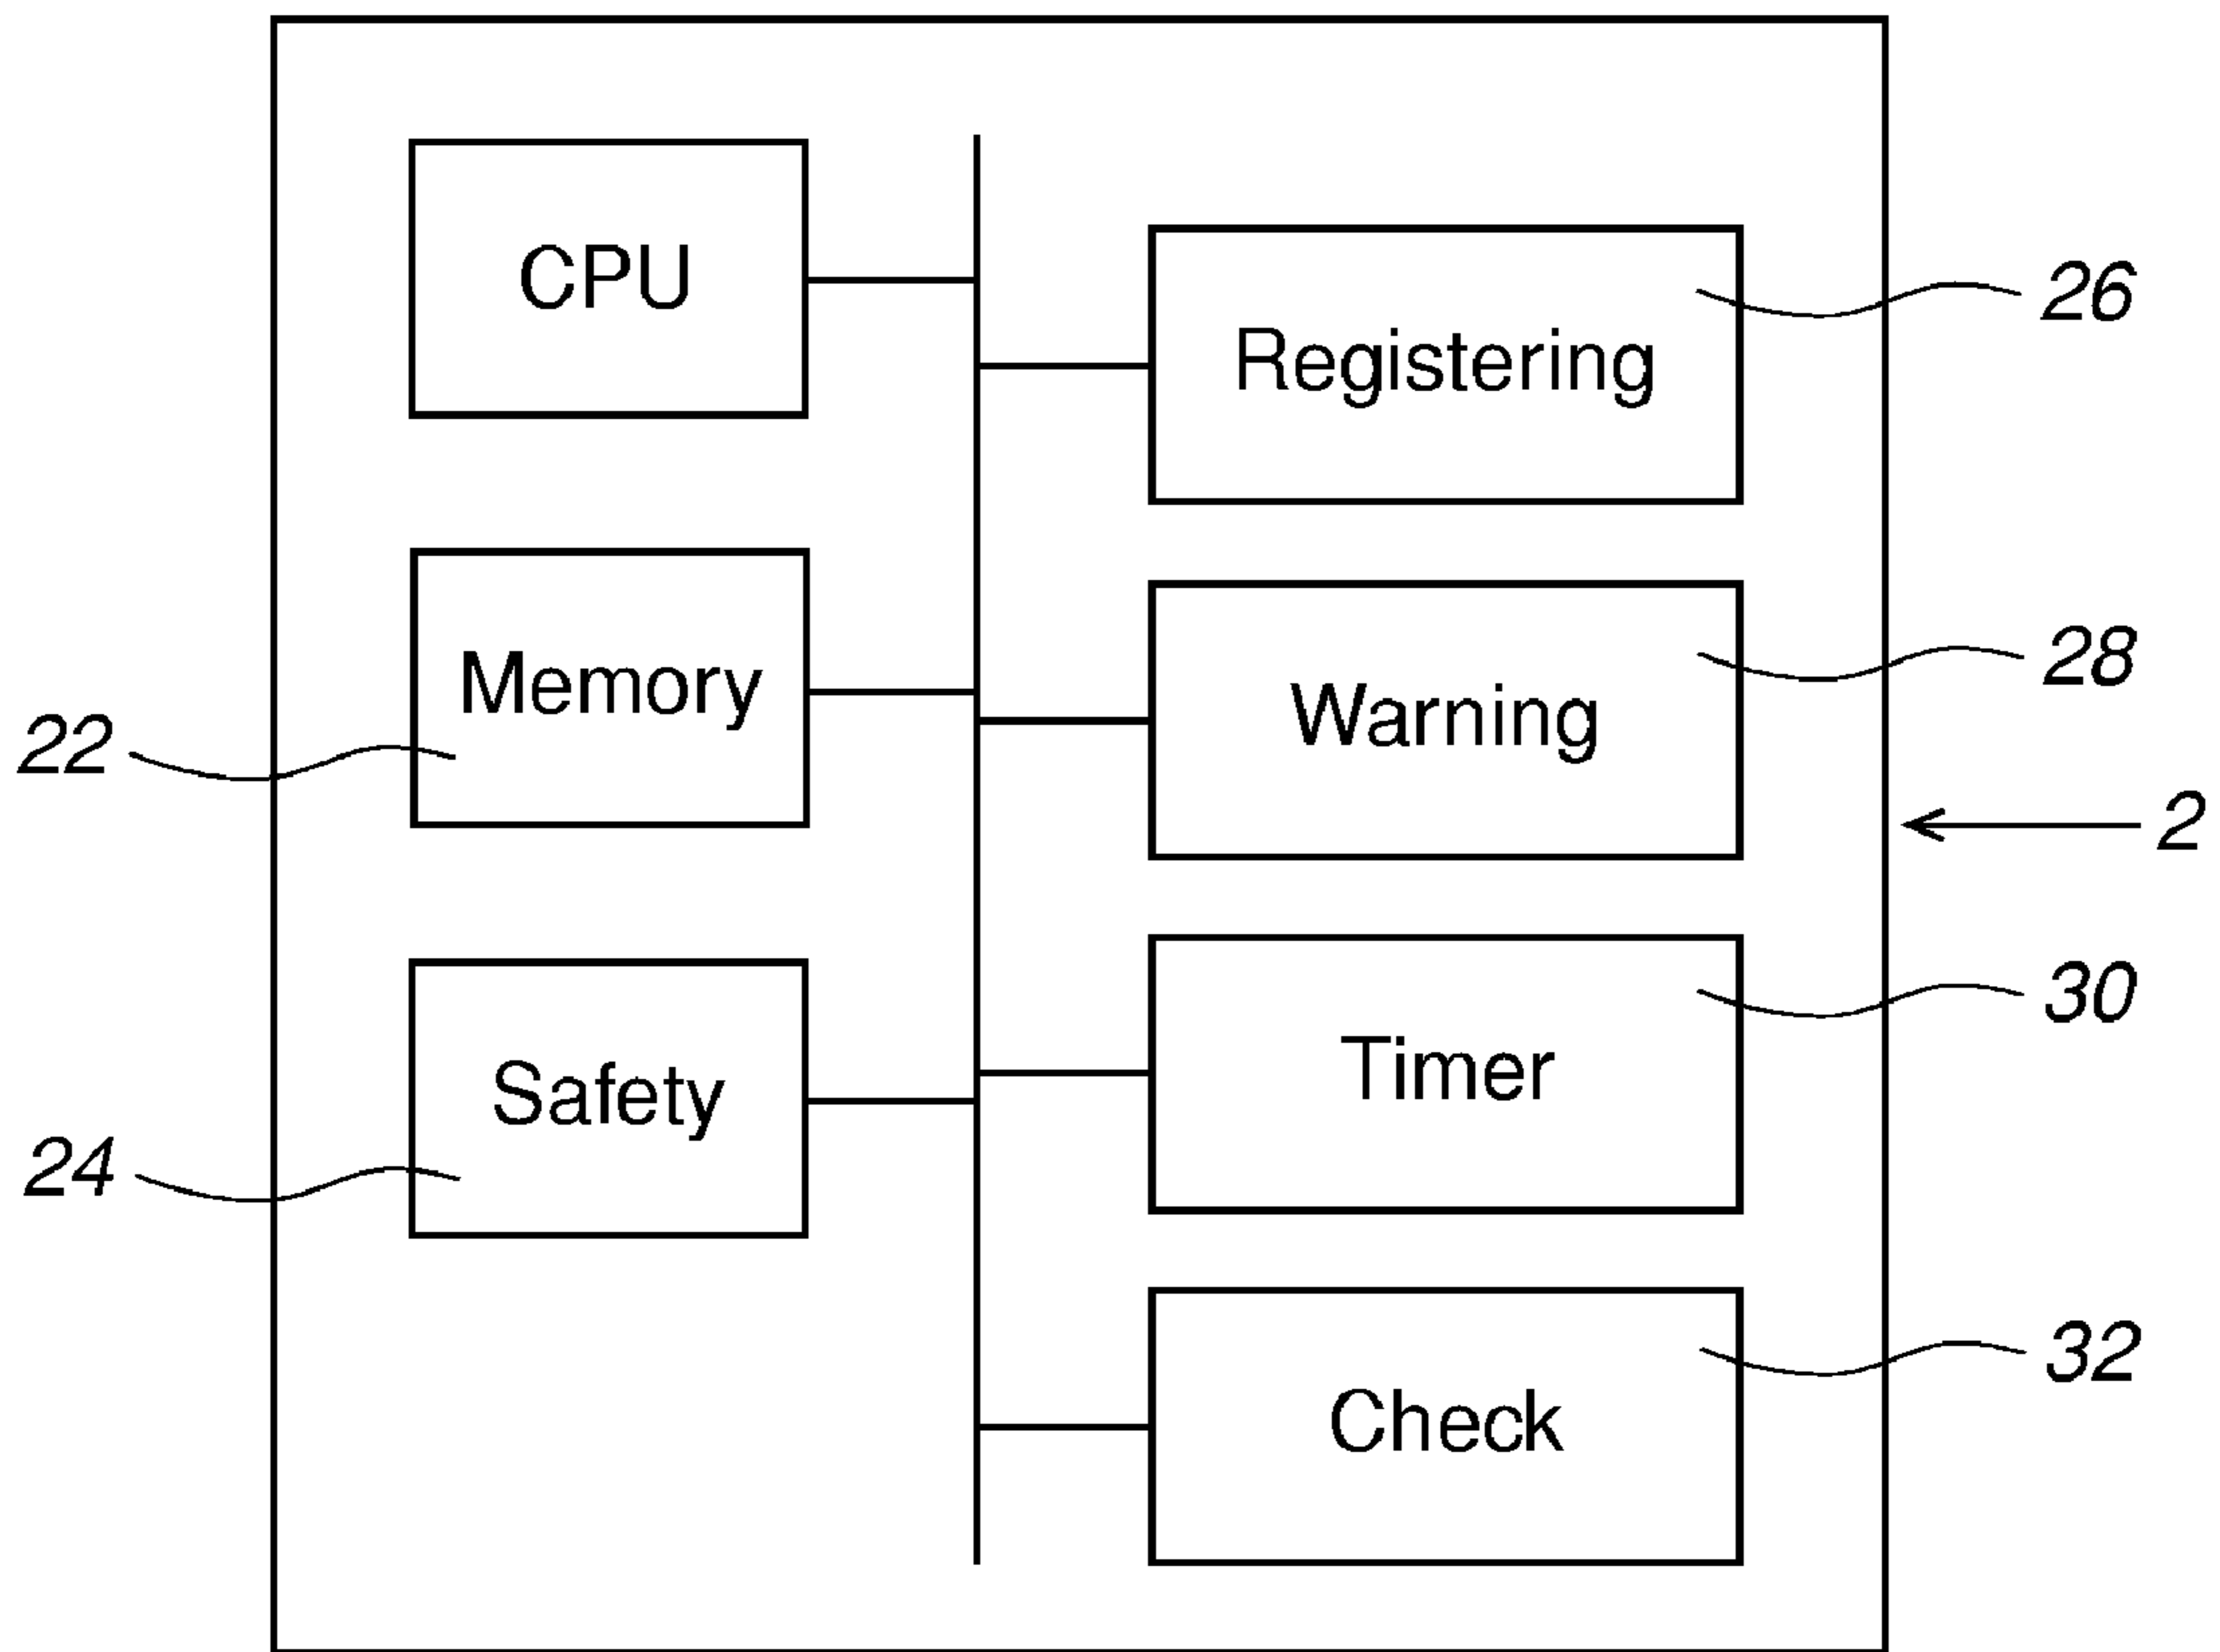 CPU
Registering
26
Memory
22
Warning
28
2
Safety
24
Timer
30
Check
32